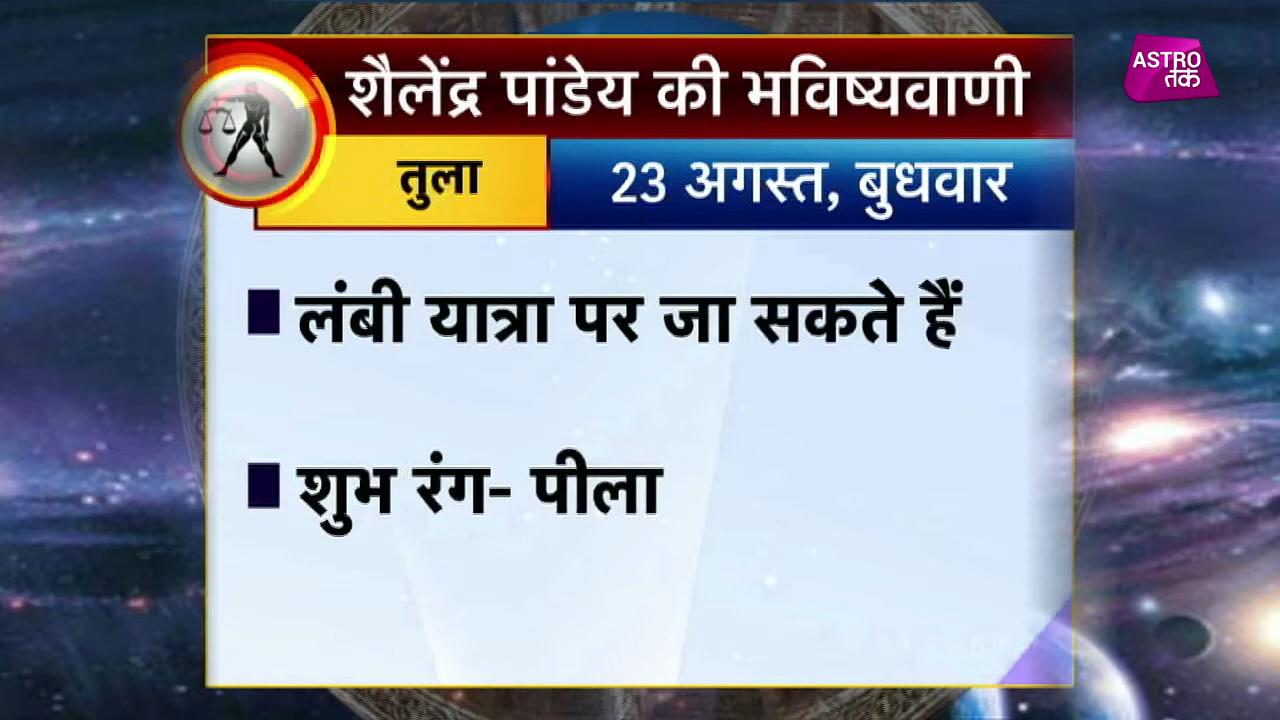 शैलेंद्र पांडेय की भविष्यवाणी
ASTRO
तक
तुला
23 अगस्त, बुधवार
लंबी यात्रा पर जा सकते हैं
शुभ रंग- पीला